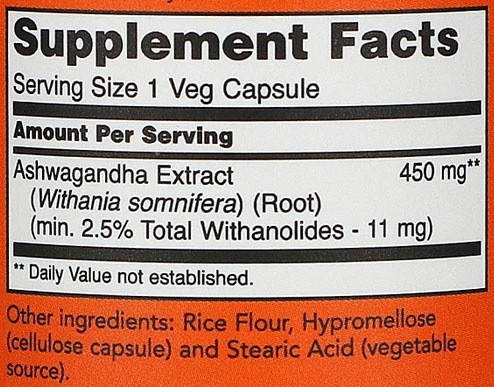 Supplement Facts
Serving Size 1 Veg Capsule
Amount Per Serving
Ashwagandha Extract 450 mg**
(Withania somnifera) (Root)
(min. 2.5% Total Withanolides - 11 mg)
** Daily Value not established.
Other ingredients: Rice Flour, Hypromellose
(cellulose capsule) and Stearic Acid (vegetable
source).